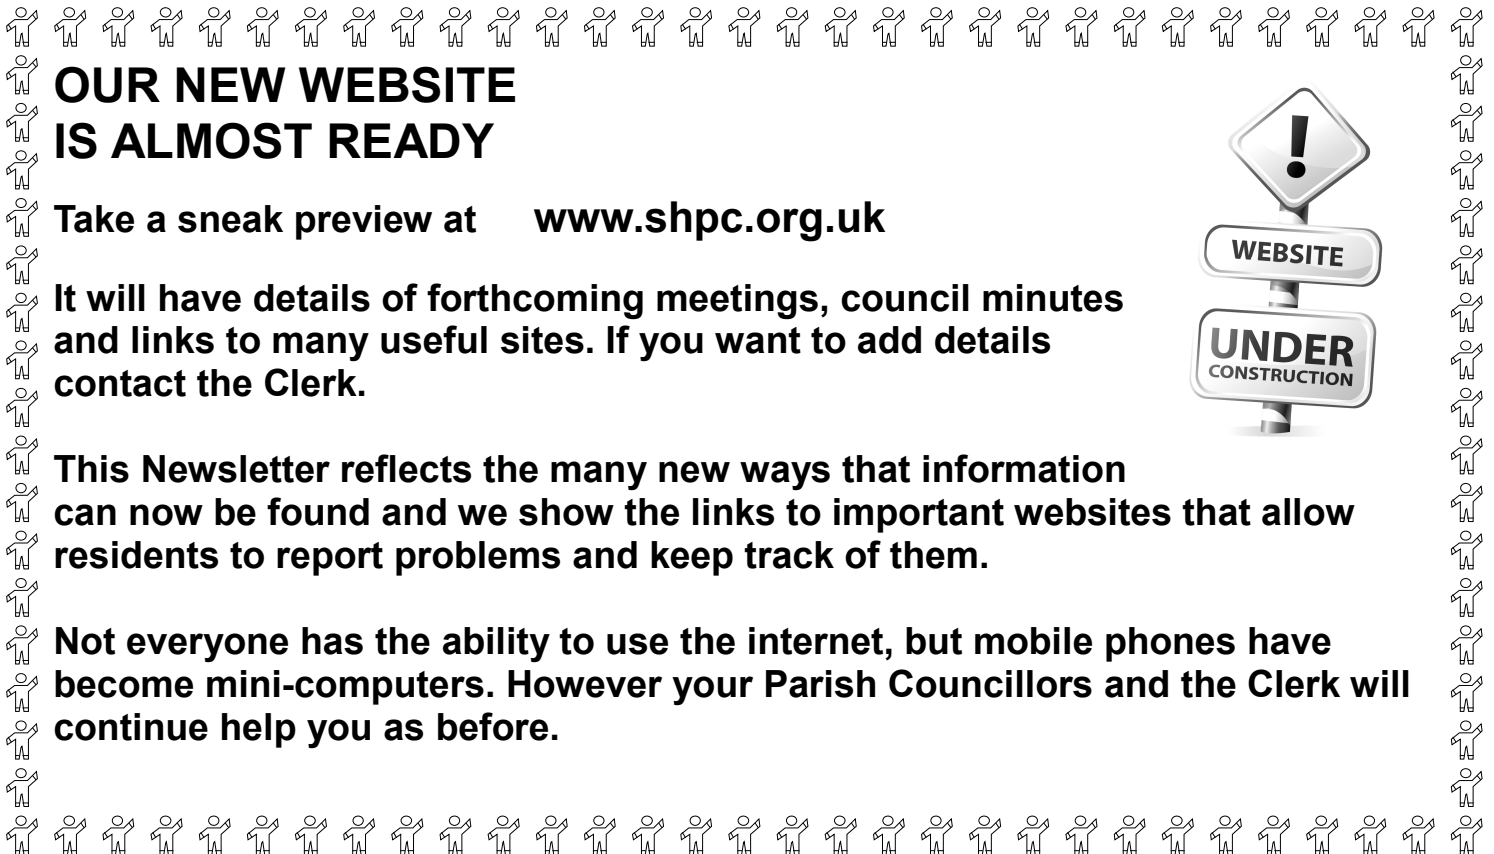 OUR NEW WEBSITE
IS ALMOST READY
Take a sneak preview at www.shpc.org.uk
It will have details of forthcoming meetings, council minutes
and links to many useful sites. If you want to add details
contact the Clerk.
!
WEBSITE
UNDER
CONSTRUCTION
This Newsletter reflects the many new ways that information
can now be found and we show the links to important websites that allow
residents to report problems and keep track of them.
Not everyone has the ability to use the internet, but mobile phones have
become mini-computers. However your Parish Councillors and the Clerk will
continue help you as before.